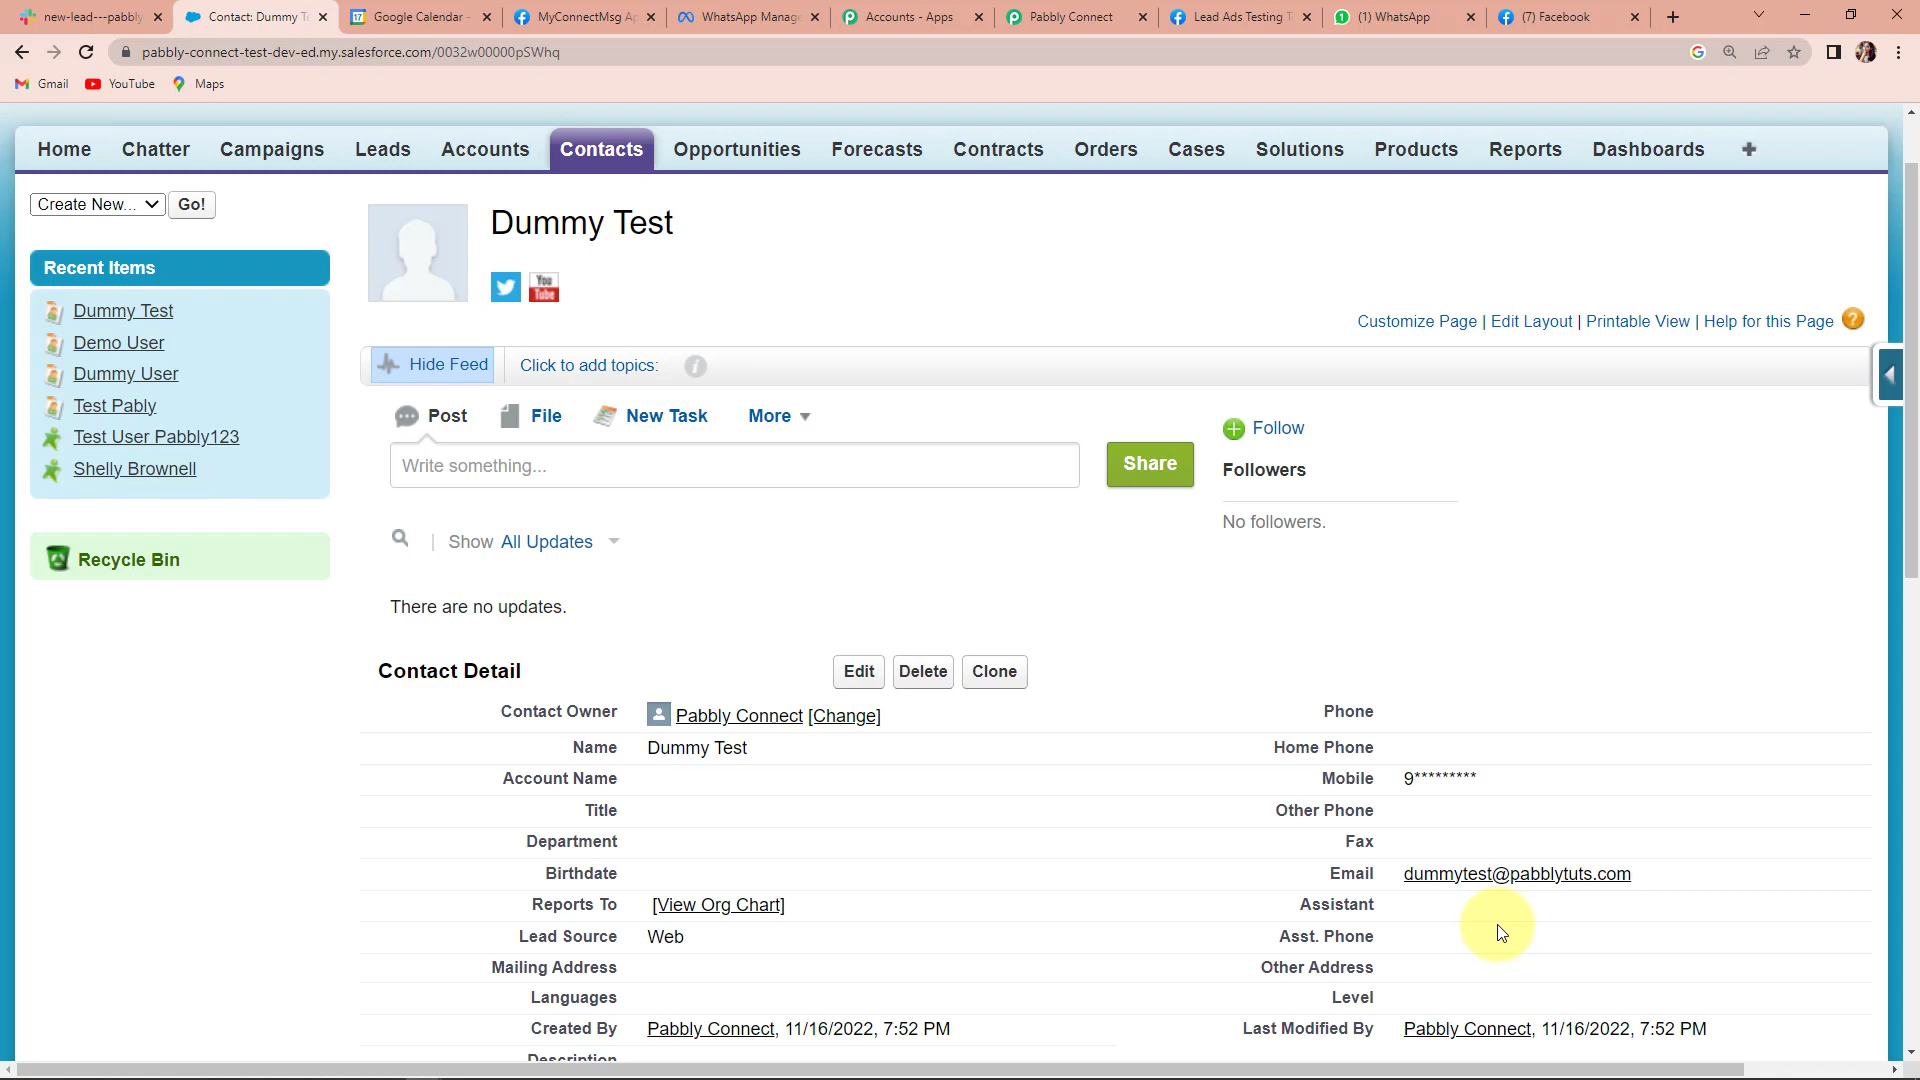 new-lead---pabbly
Contact: Dummy Te
Google Calendar -
MyConnectMsg Ap
WhatsApp Manage
Accounts - Apps
Pabbly Connect
Lead Ads Testing T
(1) WhatsApp
(7) Facebook
pabbly-connect-test-dev-ed.my.salesforce.com/0032w00000pSWhq
Gmail YouTube Maps
Home Chatter Campaigns Leads Accounts Contacts Opportunities Forecasts Contracts Orders Cases Solutions Products Reports Dashboards
Create New... Go!
Recent Items
Dummy Test
Demo User
Dummy User
Test Pably
Test User Pabbly123
Shelly Brownell
Recycle Bin
Dummy Test
You
Tube
Customize Page | Edit Layout | Printable View | Help for this Page ?
Hide Feed Click to add topics: i
Post File New Task More
Write something...
Share
Follow
Followers
No followers.
Show All Updates
There are no updates.
Contact Detail Edit Delete Clone
Contact Owner Pabbly Connect [Change] Phone
Name Dummy Test Home Phone
Account Name Mobile 9*********
Title Other Phone
Department Fax
Birthdate Email dummytest@pabblytuts.com
Reports To [View Org Chart] Assistant
Lead Source Web Asst. Phone
Mailing Address Other Address
Languages Level
Created By Pabbly Connect, 11/16/2022, 7:52 PM Last Modified By Pabbly Connect, 11/16/2022, 7:52 PM
Description